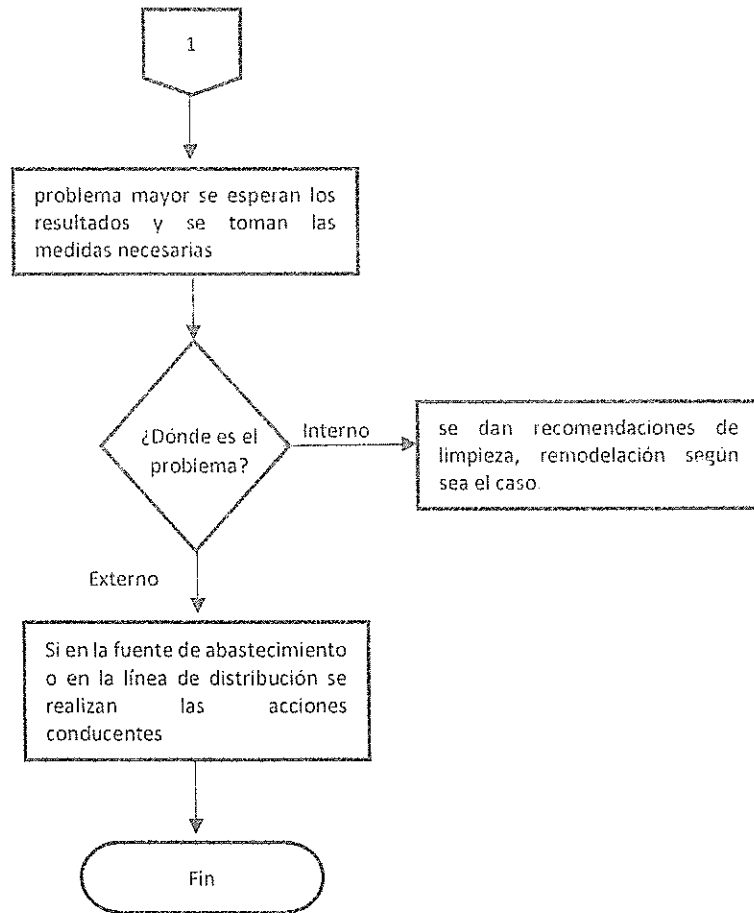 1
problema mayor se esperan los
resultados y se toman las
medidas necesarias
¿Dónde es el
problema?
Interno
se dan recomendaciones de
limpieza, remodelación según
sea el caso.
Externo
Si en la fuente de abastecimiento
o en la línea de distribución se
realizan las acciones
conducentes
Fin